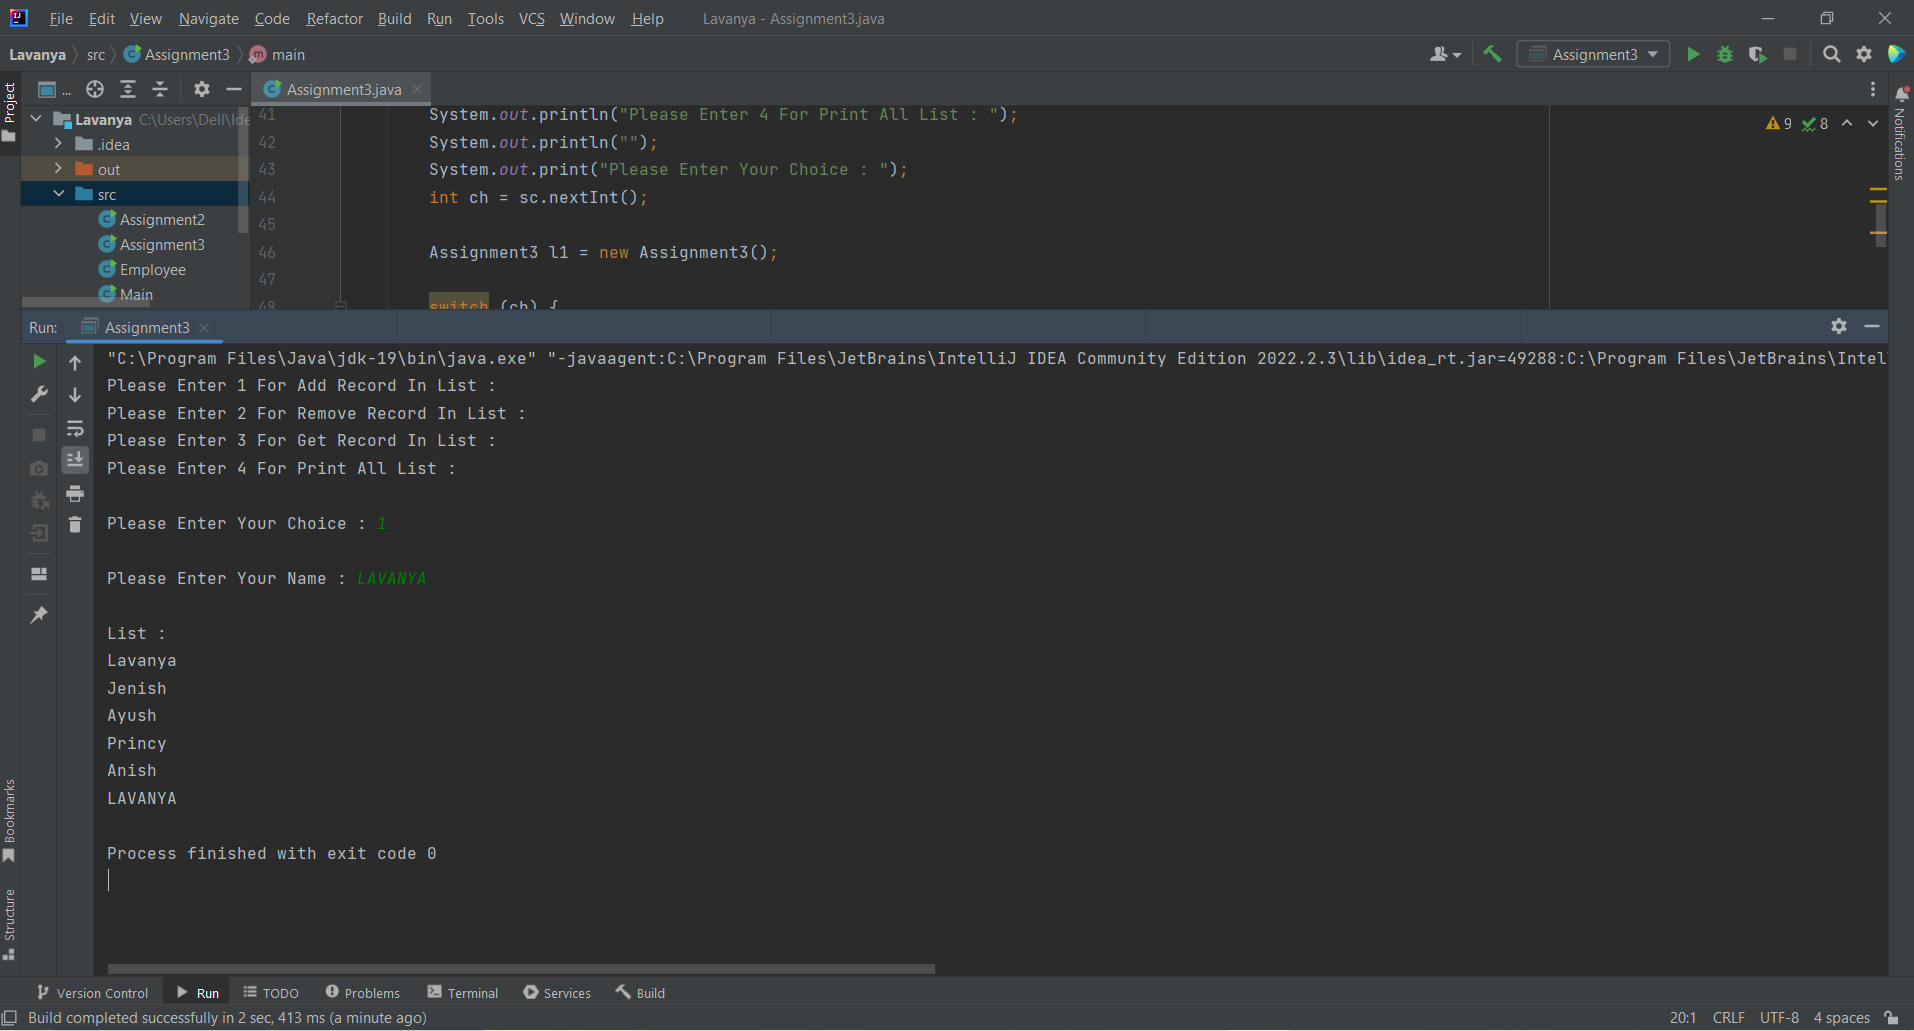 File Edit View Navigate Code Refactor Build Run Tools VCS Window Help Lavanya - Assignment3.java
Lavanya src Assignment3 main Assignment3
Project ... Assignment3.java
Notifications
Lavanya C:\Users\Dell\Ide
.idea
out
src
Assignment2
Assignment3
Employee
Main
9 8
41 System.out.println("Please Enter 4 For Print All List : ");
42 System.out.println("");
43 System.out.print("Please Enter Your Choice : ");
44 int ch = sc.nextInt();
45
46 Assignment3 l1 = new Assignment3();
47
48 switch (ch) {
Run: Assignment3
"C:\Program Files\Java\jdk-19\bin\java.exe" "-javaagent:C:\Program Files\JetBrains\IntelliJ IDEA Community Edition 2022.2.3\lib\idea_rt.jar=49288:C:\Program Files\JetBrains\Intel
Please Enter 1 For Add Record In List :
Please Enter 2 For Remove Record In List :
Please Enter 3 For Get Record In List :
Please Enter 4 For Print All List :
Please Enter Your Choice : 1
Please Enter Your Name : LAVANYA
List :
Lavanya
Jenish
Ayush
Princy
Anish
LAVANYA
Process finished with exit code 0
Bookmarks
Structure
Version Control Run TODO Problems Terminal Services Build
Build completed successfully in 2 sec, 413 ms (a minute ago) 20:1 CRLF UTF-8 4 spaces